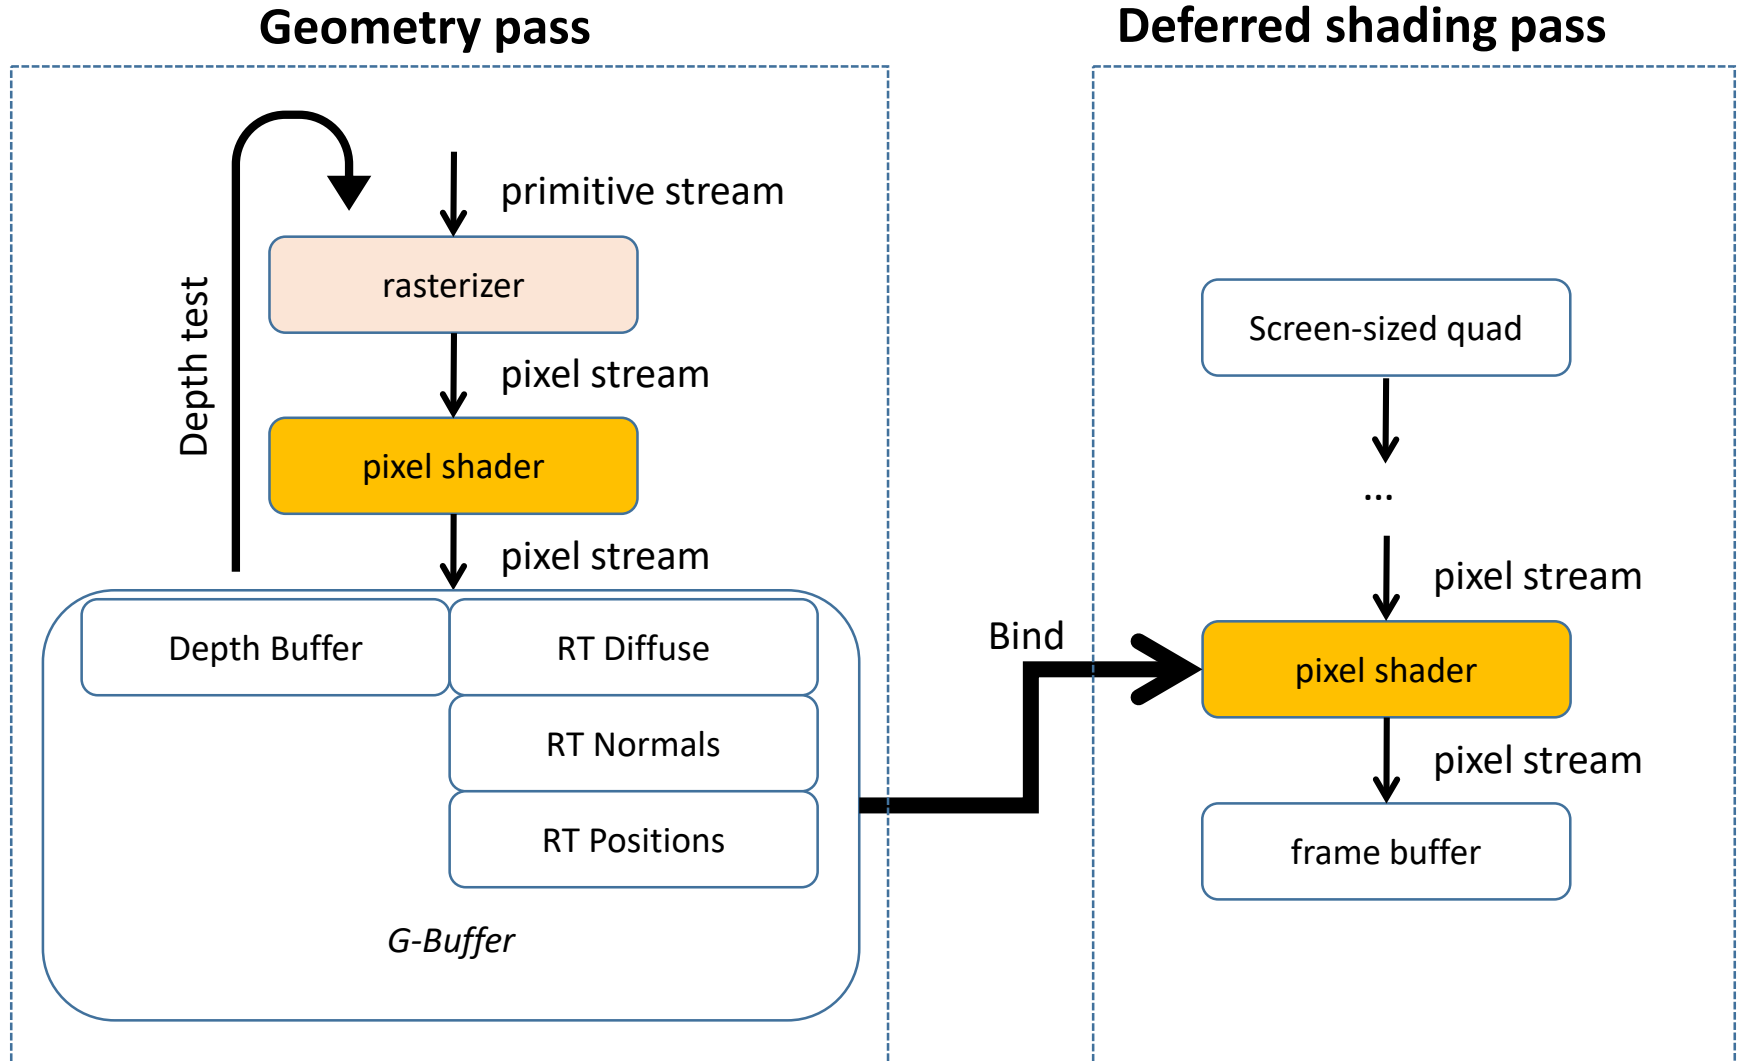 Geometry pass
primitive stream
rasterizer
Depth test
pixel stream
pixel shader
pixel stream
Depth Buffer
RT Diffuse
RT Normals
RT Positions
G-Buffer
Bind
Deferred shading pass
Screen-sized quad
...
pixel stream
pixel shader
pixel stream
frame buffer